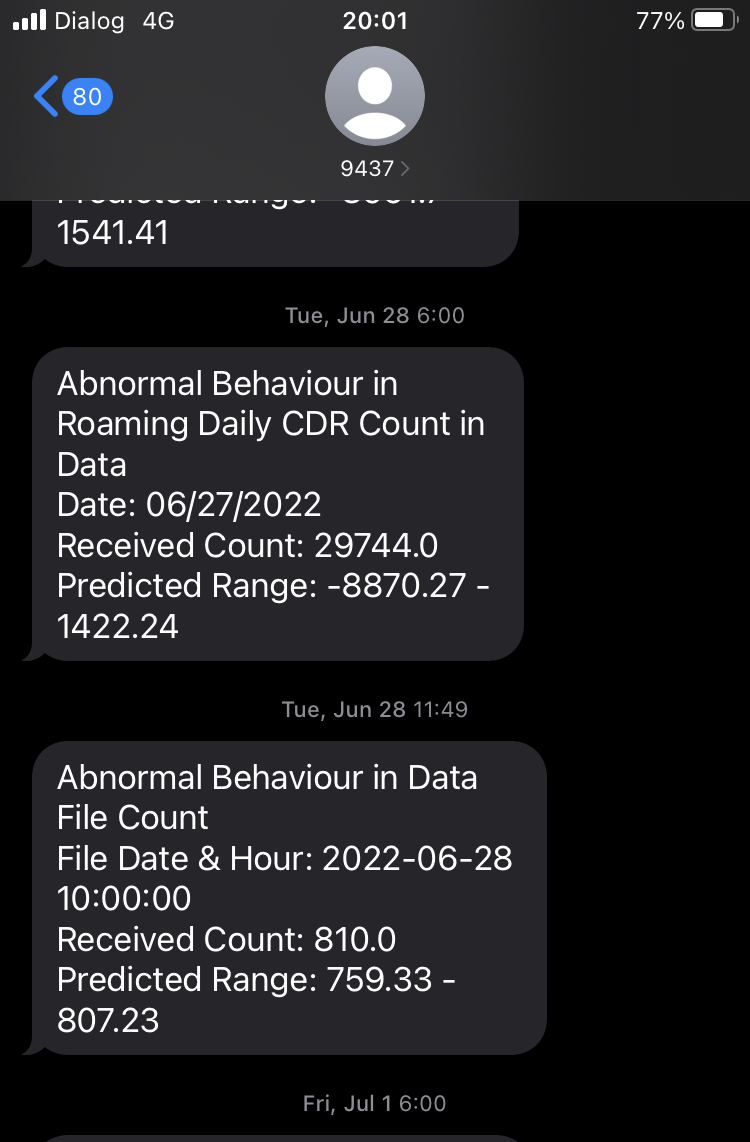 Dialog 4G 20:01 77%
80
9437
1541.41
Tue, Jun 28 6:00
Abnormal Behaviour in
Roaming Daily CDR Count in
Data
Date: 06/27/2022
Received Count: 29744.0
Predicted Range: -8870.27 -
1422.24
Tue, Jun 28 11:49
Abnormal Behaviour in Data
File Count
File Date & Hour: 2022-06-28
10:00:00
Received Count: 810.0
Predicted Range: 759.33 -
807.23
Fri, Jul 1 6:00